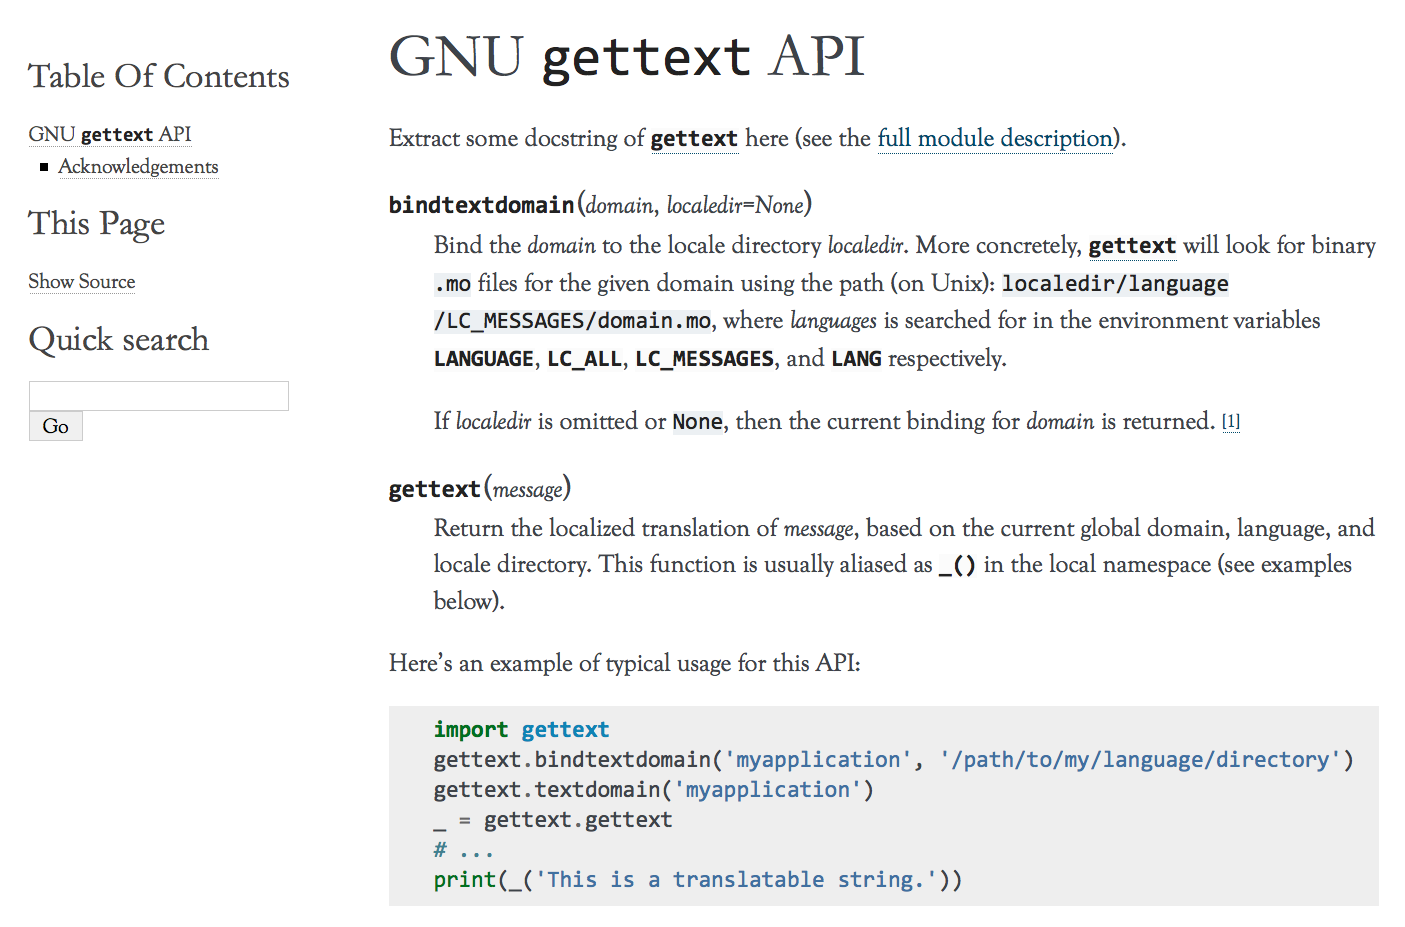 Table Of Contents
GNU gettext API
Acknowledgements
This Page
Show Source
Quick search
Go
GNU gettext API
Extract some docstring of gettext here (see the full module description).
bindtextdomain(domain, localedir=None)
Bind the domain to the locale directory localedir. More concretely, gettext will look for binary
.mo files for the given domain using the path (on Unix): localedir/language
/LC_MESSAGES/domain.mo, where languages is searched for in the environment variables
LANGUAGE, LC_ALL, LC_MESSAGES, and LANG respectively.
If localedir is omitted or None, then the current binding for domain is returned. [1]
gettext(message)
Return the localized translation of message, based on the current global domain, language, and
locale directory. This function is usually aliased as _() in the local namespace (see examples
below).
Here’s an example of typical usage for this API:
import gettext
gettext.bindtextdomain('myapplication', '/path/to/my/language/directory')
gettext.textdomain('myapplication')
_ = gettext.gettext
# ...
print(_('This is a translatable string.'))